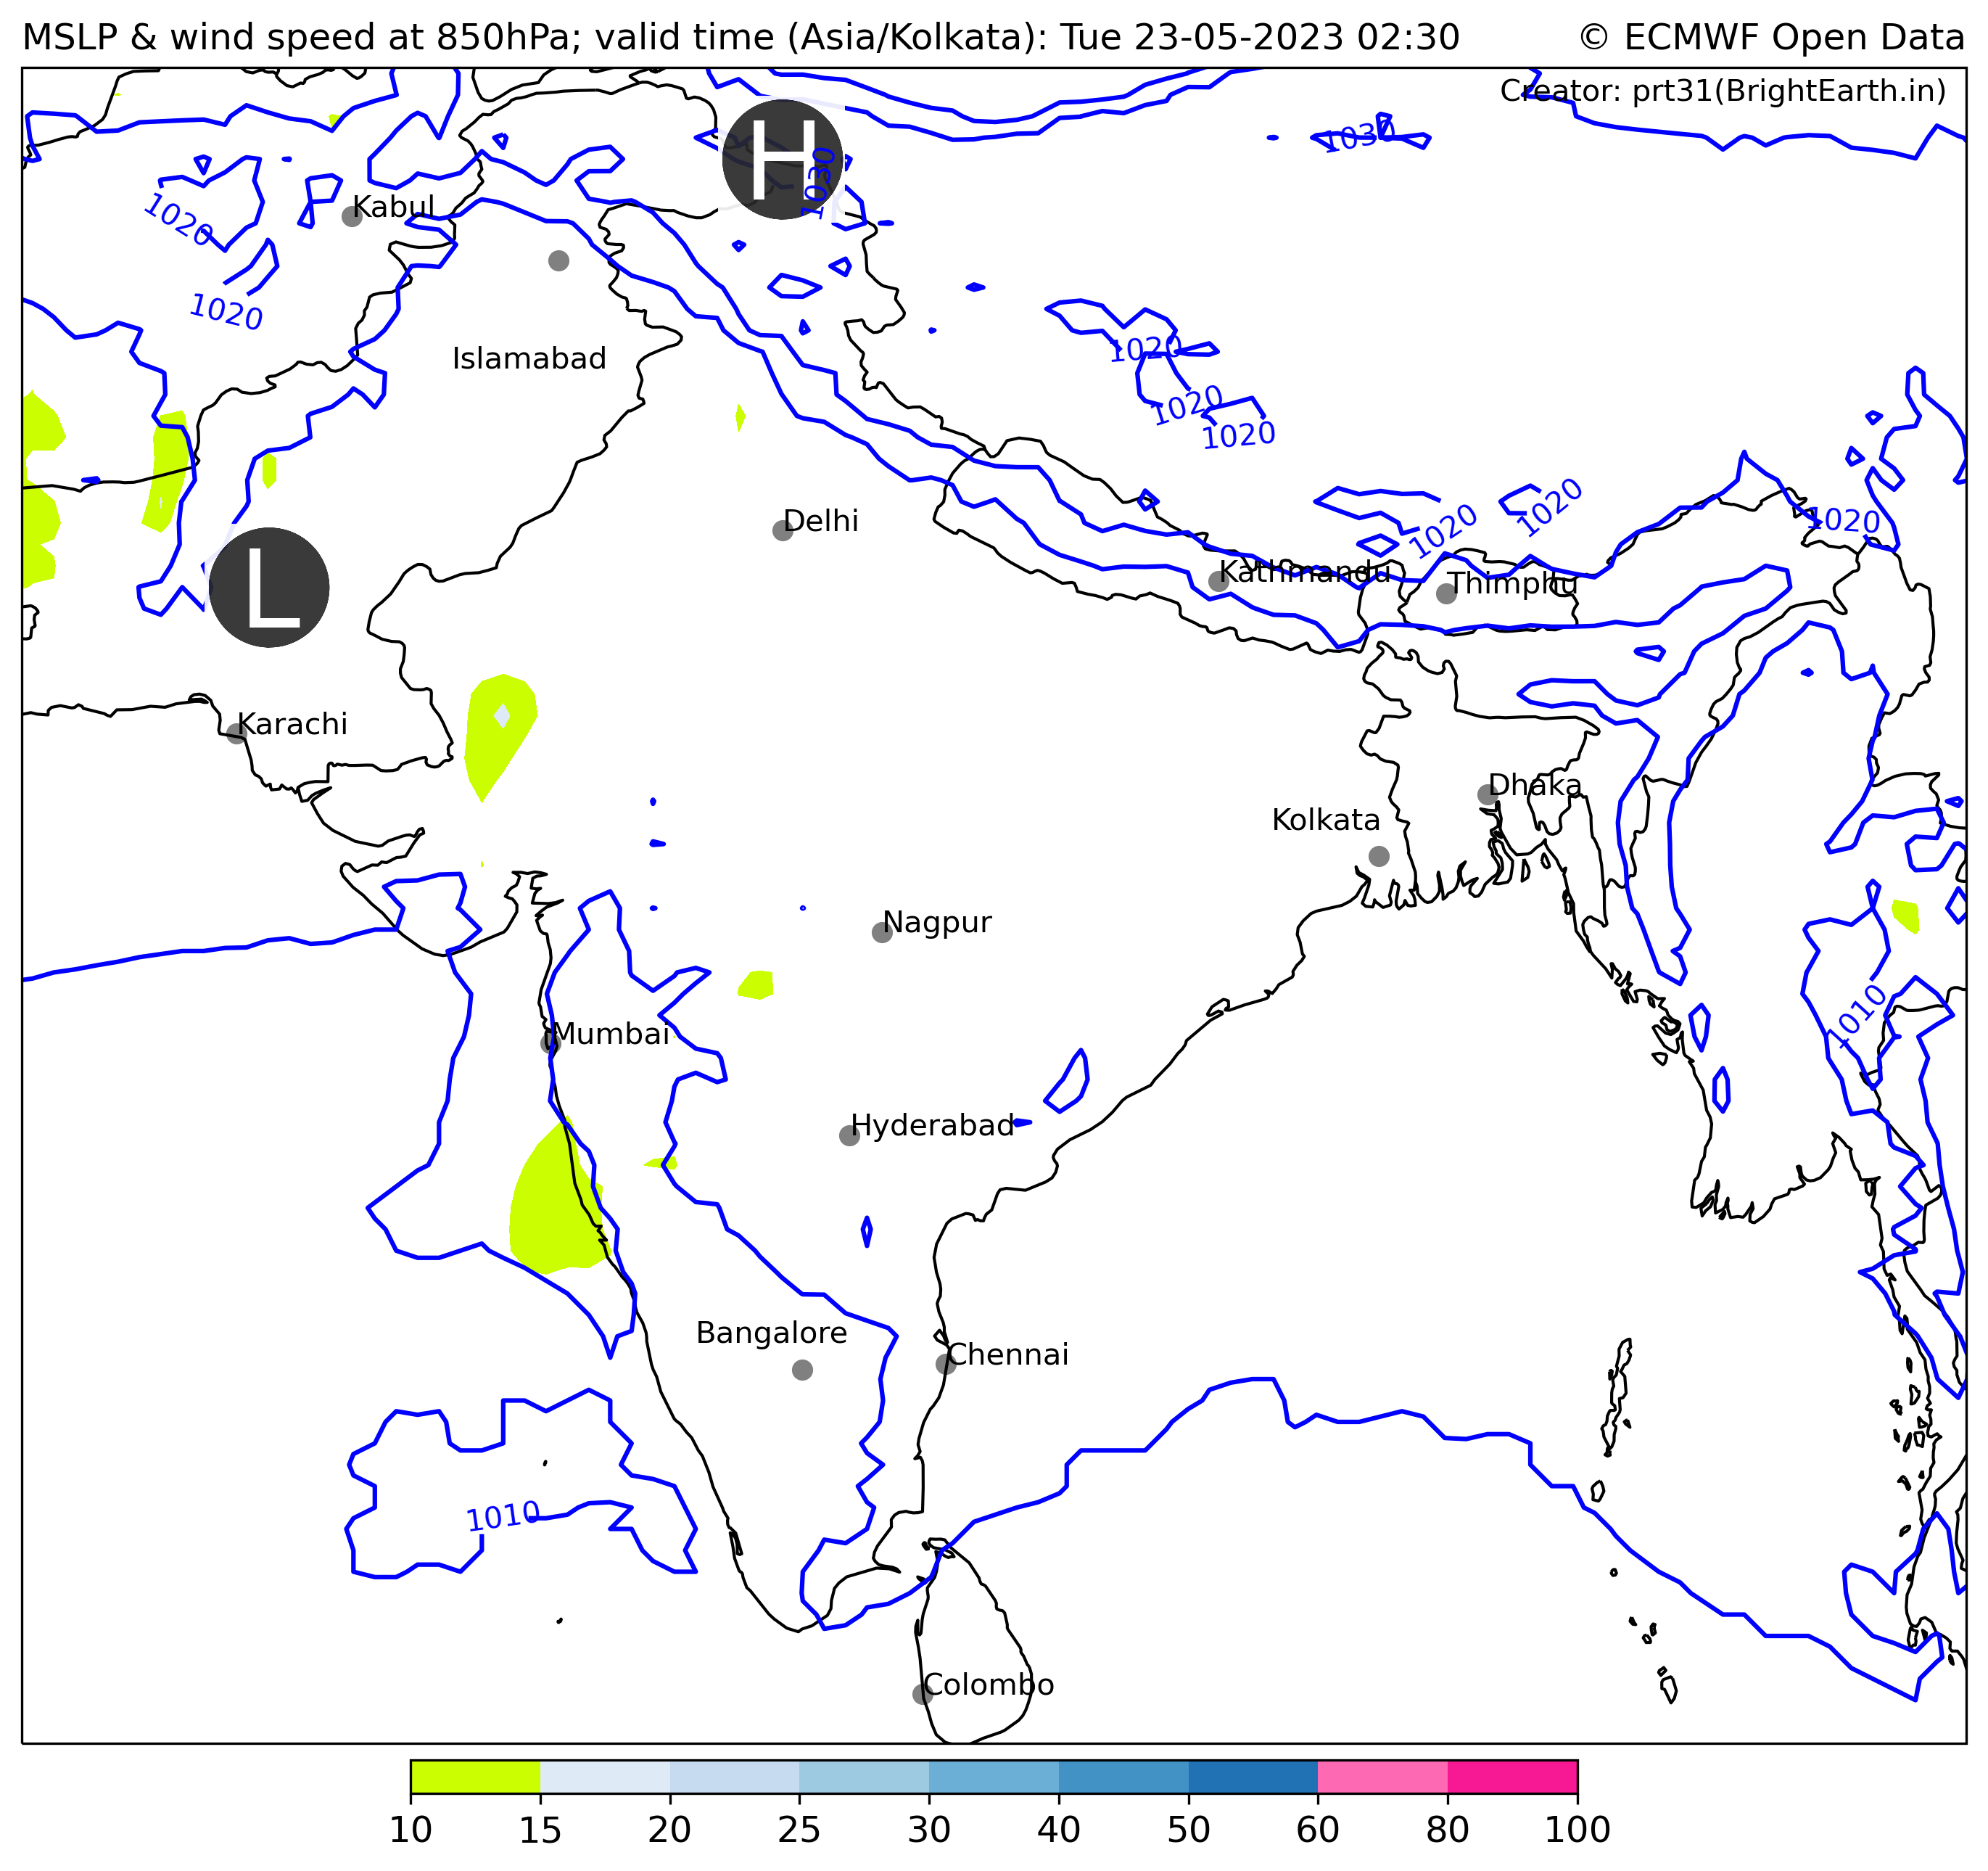 MSLP & wind speed at 850hPa; valid time (Asia/Kolkata): Tue 23-05-2023 02:30
© ECMWF Open Data
Creator: prt31(BrightEarth.in)
H
1030
1030
1020
Kabul
1020
Islamabad
1020
1020
1020
Delhi
1020
1020
1020
Kathmandu
Thimphu
L
Karachi
Dhaka
Kolkata
Nagpur
1010
Mumbai
Hyderabad
Bangalore
Chennai
1010
Colombo
10 15 20 25 30 40 50 60 80 100